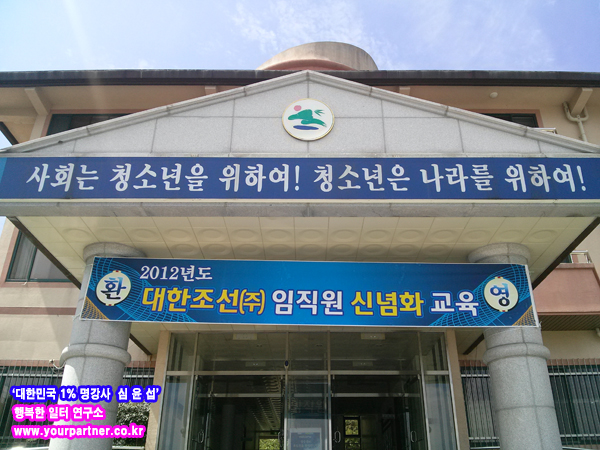 사회는 청소년을 위하여! 청소년은 나라를 위하여!
환
2012년도
대한조선(주) 임직원 신념화 교육
영
'대한민국 1% 명강사 심 윤 섭'
행복한 일터 연구소
www.yourpartner.co.kr